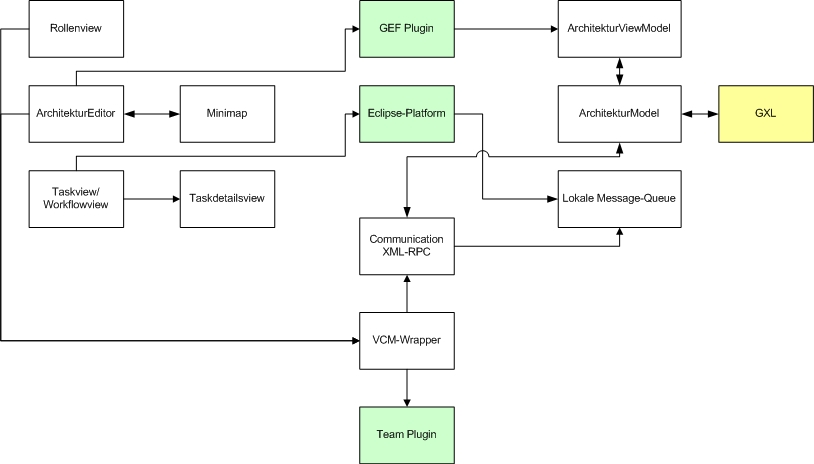 Rollenview
GEF Plugin
ArchitekturViewModel
ArchitekturEditor
Minimap
Eclipse-Platform
ArchitekturModel
GXL
Taskview/
Workflowview
Taskdetailsview
Lokale Message-Queue
Communication
XML-RPC
VCM-Wrapper
Team Plugin